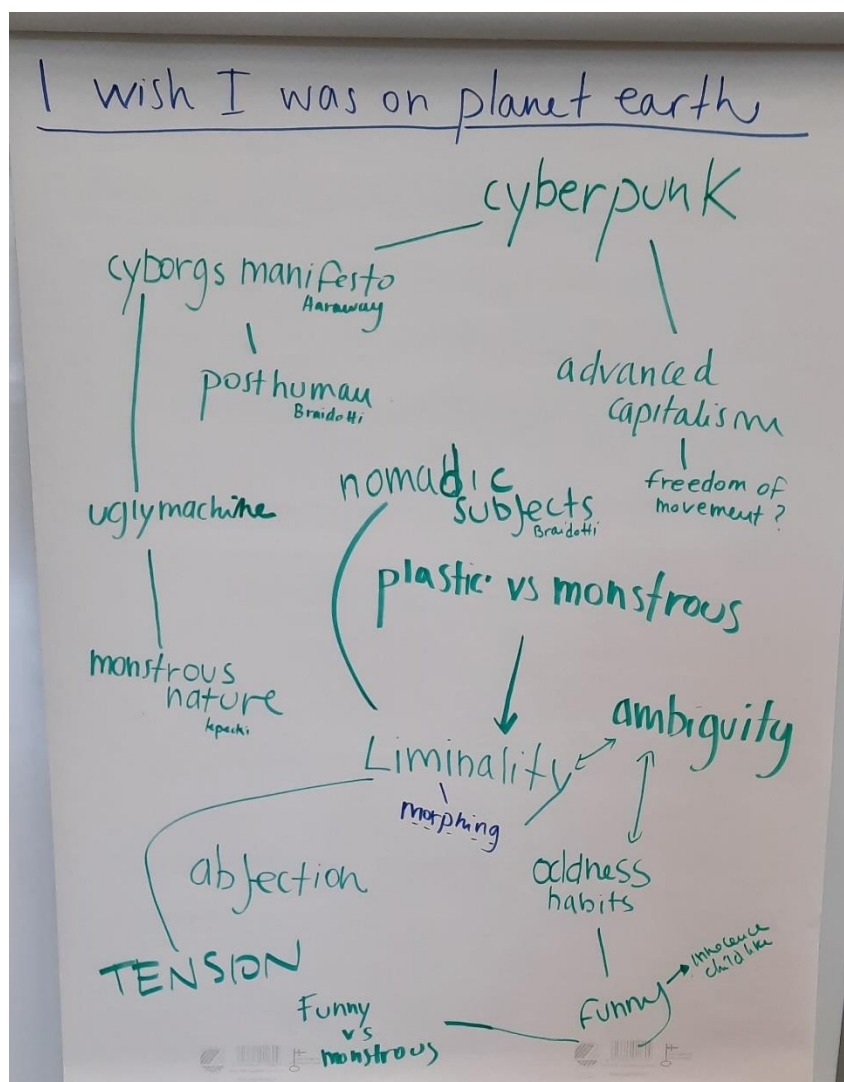 I wish I was on planet earth
cyberpunk
cyborgs manifesto
Haraway
posthuman
Braidotti
advanced
capitalism
freedom of
movement?
nomadic
subjects
Braidotti
uglymachine
plastic vs monstrous
monstrous
nature
lepecki
ambiguity
Liminality
morphing
abjection
oddness
habits
TENSION
innocence
childlike
Funny
vs
monstrous
Funny